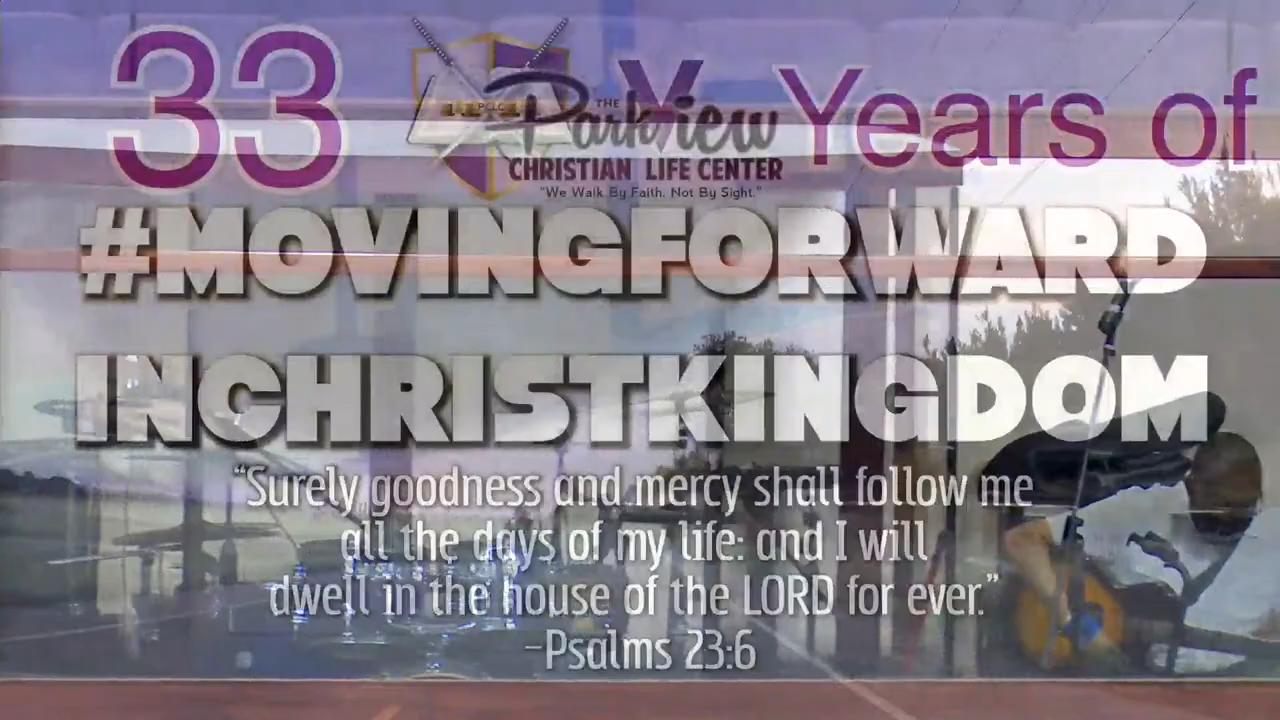 33 Years of
PCLC
THE
Parkview
CHRISTIAN LIFE CENTER
"We Walk By Faith, Not By Sight."
#MOVINGFORWARD
INCHRISTKINGDOM
“Surely goodness and mercy shall follow me
all the days of my life: and I will
dwell in the house of the LORD for ever.”
-Psalms 23:6